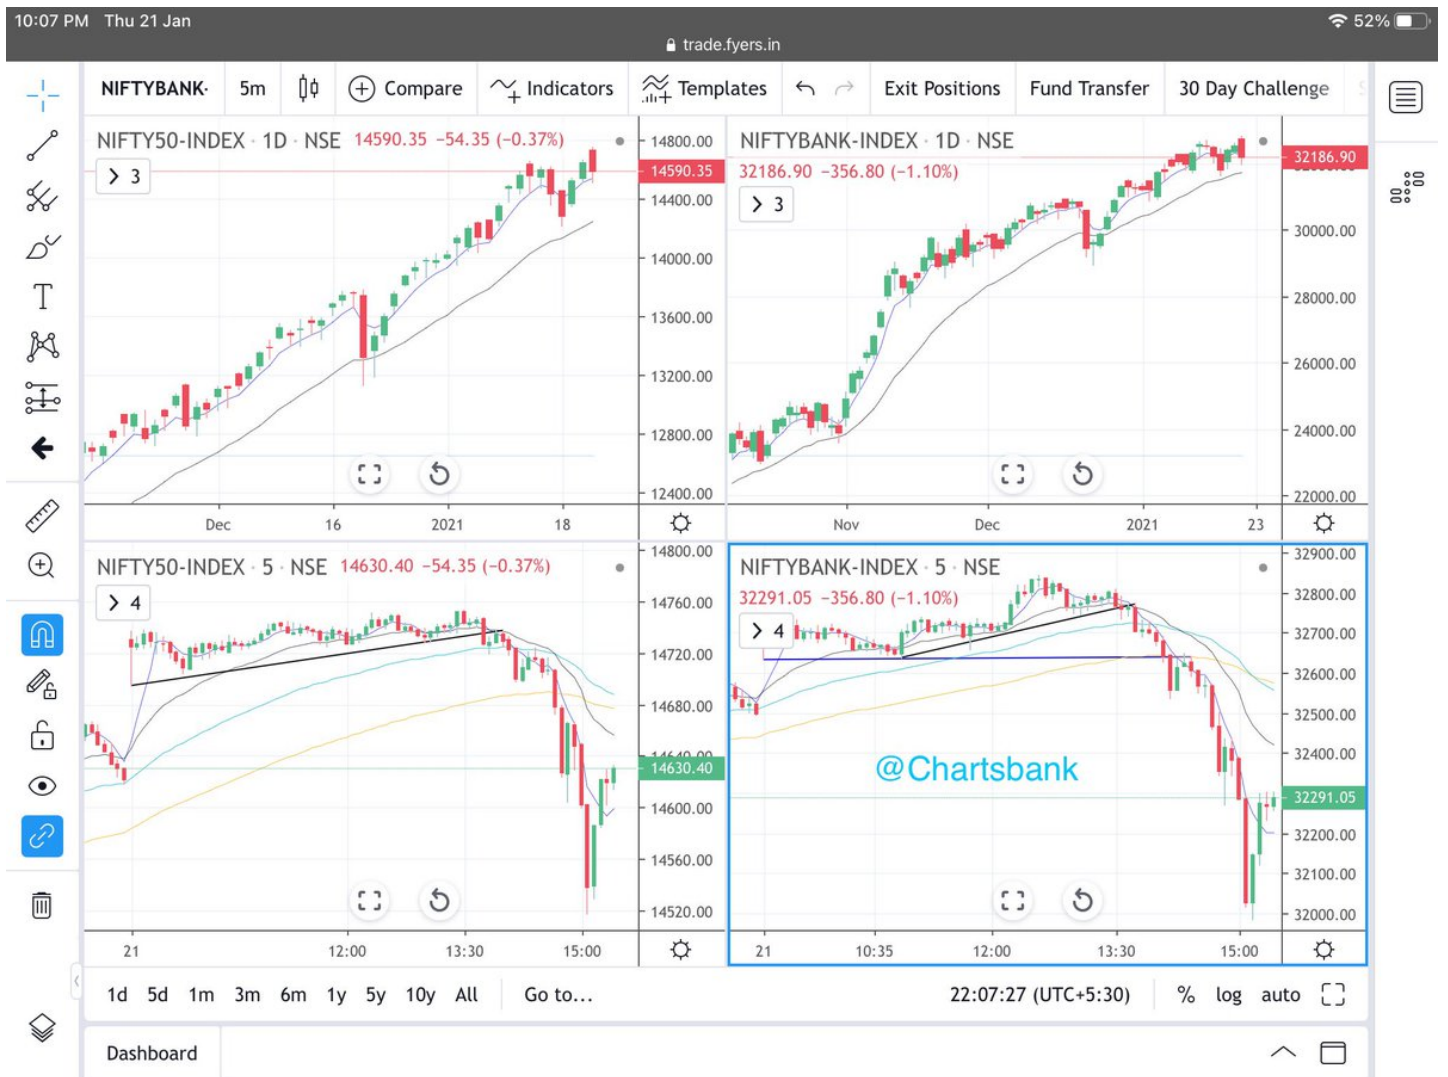 10:07 PM Thu 21 Jan
52%
trade.fyers.in
NIFTYBANK· 5m Compare Indicators Templates Exit Positions Fund Transfer 30 Day Challenge
NIFTY50-INDEX · 1D · NSE 14590.35 −54.35 (−0.37%)
3
14800.00
14590.35
14400.00
14000.00
13600.00
13200.00
12800.00
12400.00
Dec 16 2021 18
NIFTYBANK-INDEX · 1D · NSE
32186.90 −356.80 (−1.10%)
3
32186.90
30000.00
28000.00
26000.00
24000.00
22000.00
Nov Dec 2021 23
NIFTY50-INDEX · 5 · NSE 14630.40 −54.35 (−0.37%)
4
14800.00
14760.00
14720.00
14680.00
14640.00
14630.40
14600.00
14560.00
14520.00
21 12:00 13:30 15:00
NIFTYBANK-INDEX · 5 · NSE
32291.05 −356.80 (−1.10%)
4
@Chartsbank
32900.00
32800.00
32700.00
32600.00
32500.00
32400.00
32291.05
32200.00
32100.00
32000.00
21 10:35 12:00 13:30 15:00
1d 5d 1m 3m 6m 1y 5y 10y All Go to... 22:07:27 (UTC+5:30) % log auto
Dashboard